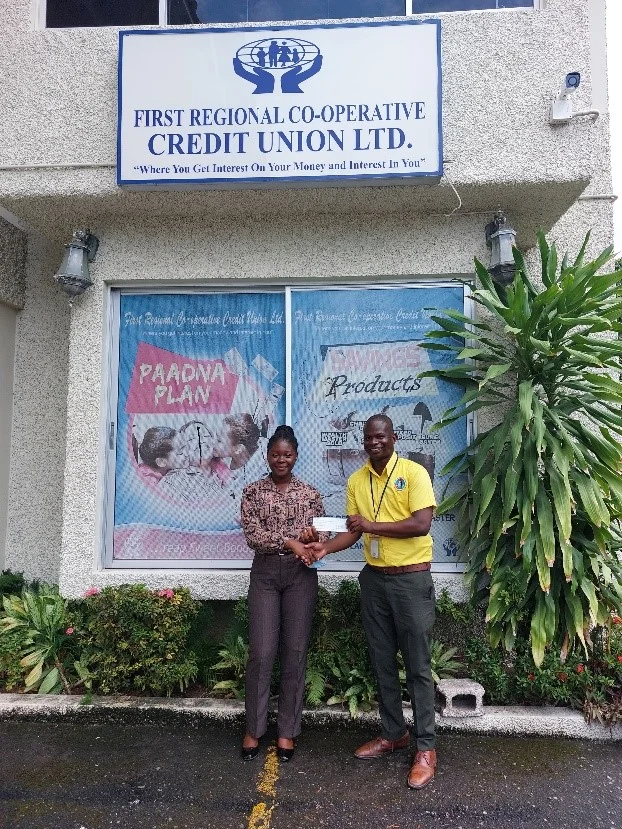 FIRST REGIONAL CO-OPERATIVE
CREDIT UNION LTD.
"Where You Get Interest On Your Money and Interest In You"
First Regional Co-operative Credit Union Ltd.
PAADNA
PLAN
First Regional Co-operative Credit Union
SAVINGS
Products